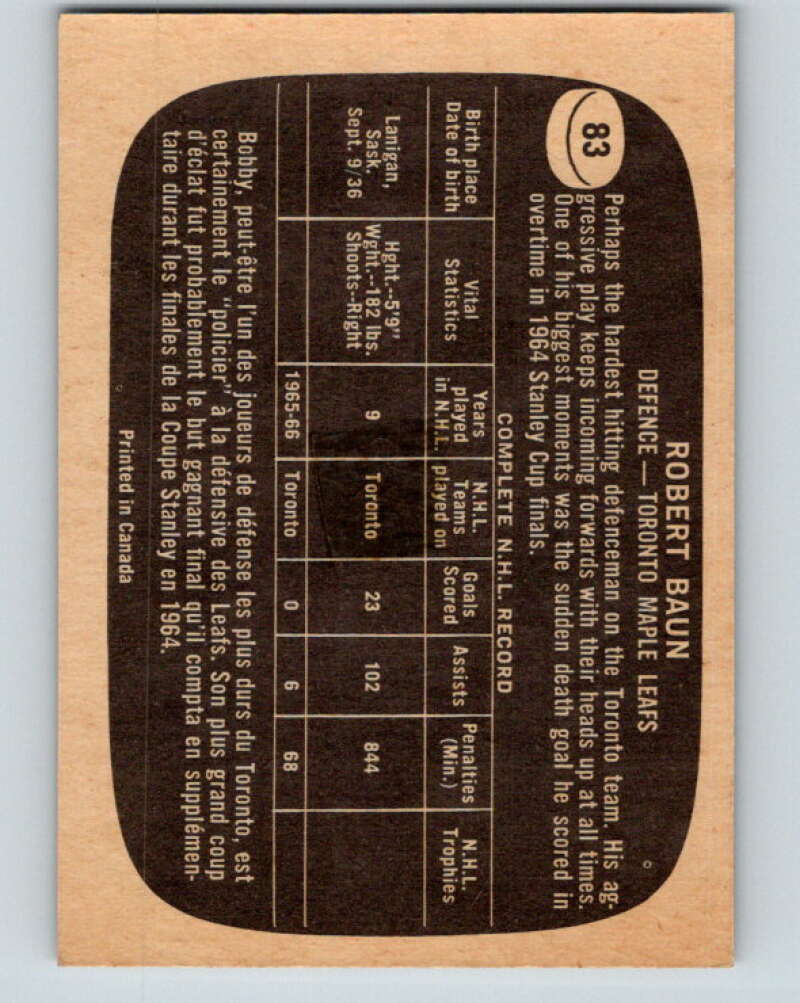 83
ROBERT BAUN
DEFENCE — TORONTO MAPLE LEAFS
Perhaps the hardest hitting defenceman on the Toronto team. His ag-
gressive play keeps incoming forwards with their heads up at all times.
One of his biggest moments was the sudden death goal he scored in
overtime in 1964 Stanley Cup finals.
COMPLETE N.H.L. RECORD
Birth place Vital Years N.H.L. Goals Assists Penalties N.H.L.
Date of birth Statistics played Teams Scored (Min.) Trophies
in N.H.L. played on
Lanigan, Hght.--5'9" 9 Toronto 23 102 844
Sask. Wght.--182 lbs.
Sept. 9/36 Shoots--Right
1965-66 Toronto 0 6 68
Bobby, peut-être l'un des joueurs de défense les plus durs du Toronto, est
certainement le "policier" à la défensive des Leafs. Son plus grand coup
d'éclat fut probablement le but gagnant final qu'il compta en supplémen-
taire durant les finales de la Coupe Stanley en 1964.
Printed in Canada